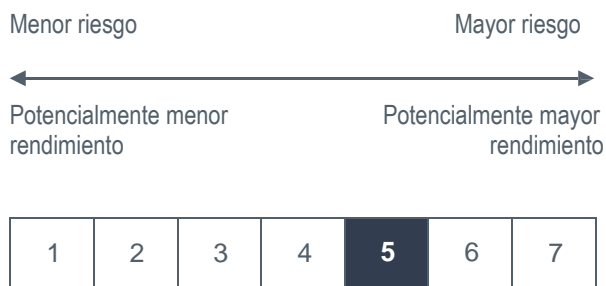 Menor riesgo Mayor riesgo
Potencialmente menor Potencialmente mayor
rendimiento rendimiento
1 2 3 4 5 6 7